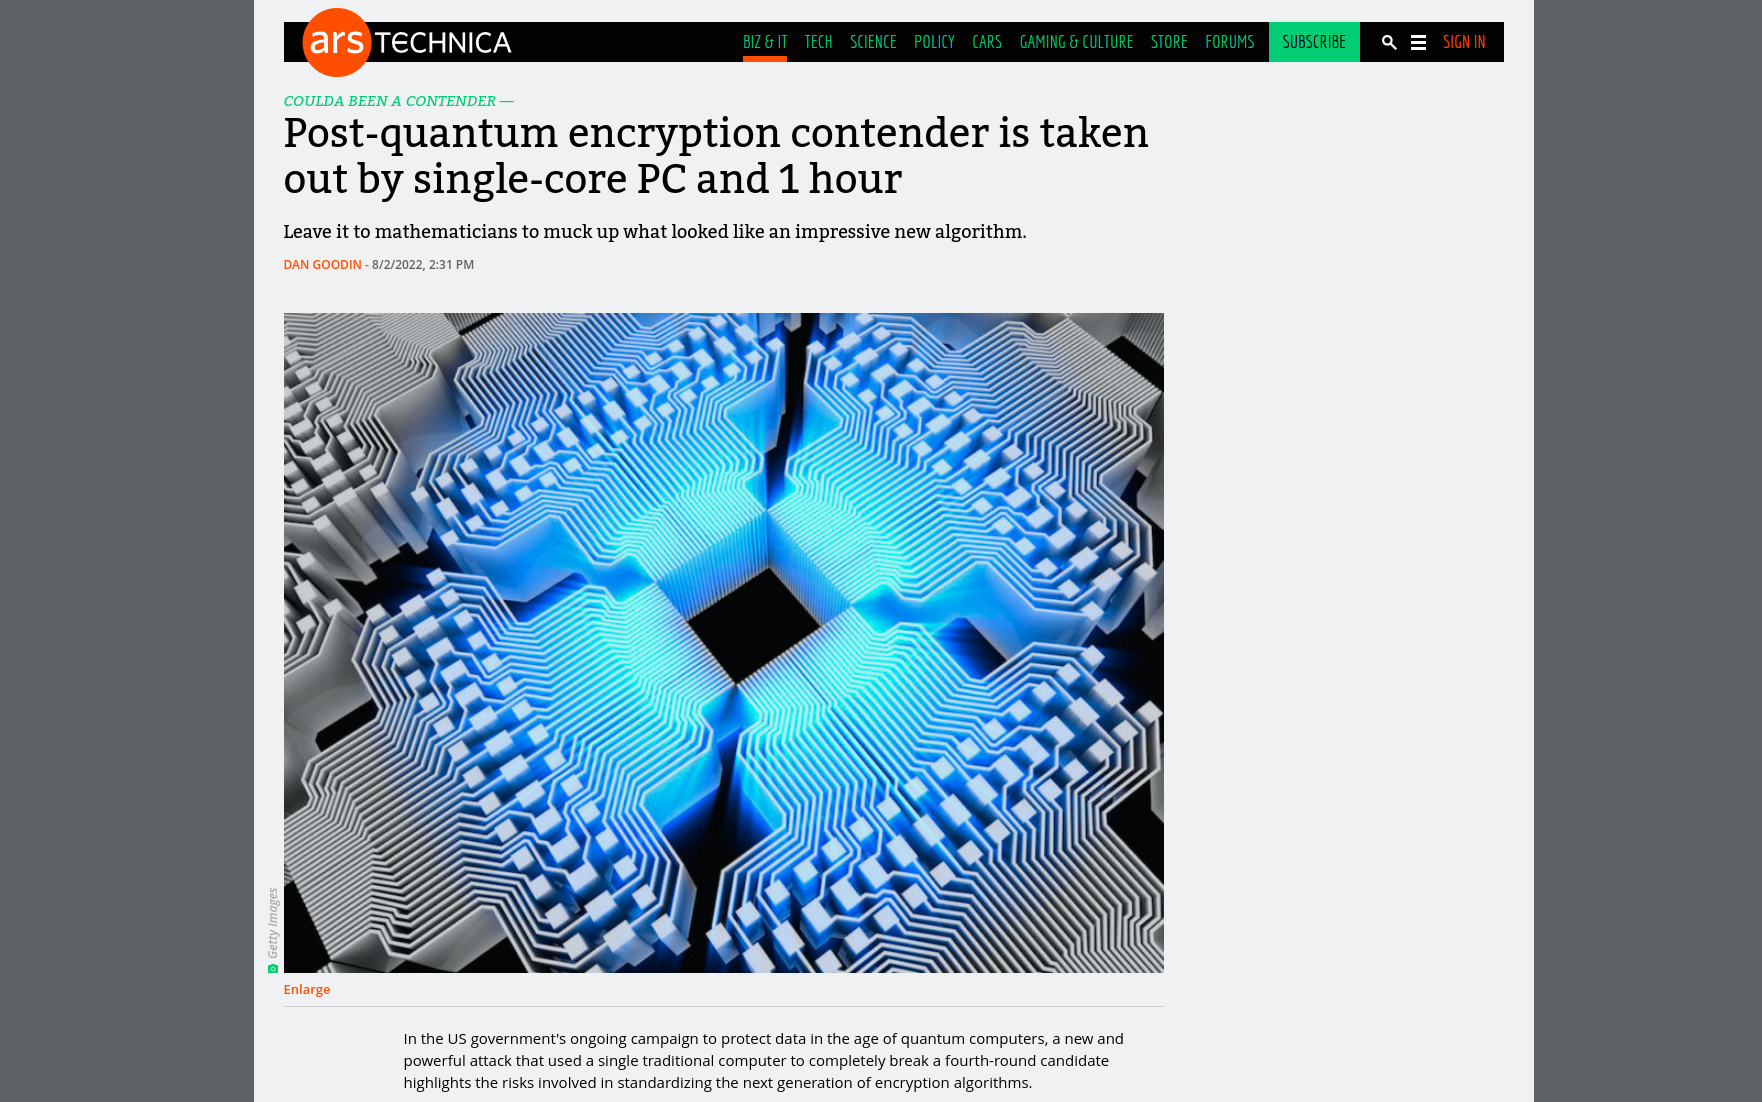 ars TECHNICA
BIZ & IT TECH SCIENCE POLICY CARS GAMING & CULTURE STORE FORUMS SUBSCRIBE SIGN IN
COULDA BEEN A CONTENDER —
Post-quantum encryption contender is taken
out by single-core PC and 1 hour
Leave it to mathematicians to muck up what looked like an impressive new algorithm.
DAN GOODIN - 8/2/2022, 2:31 PM
Getty Images
Enlarge
In the US government's ongoing campaign to protect data in the age of quantum computers, a new and
powerful attack that used a single traditional computer to completely break a fourth-round candidate
highlights the risks involved in standardizing the next generation of encryption algorithms.